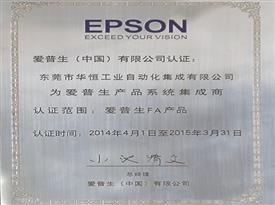 EPSON
EXCEED YOUR VISION
爱普生（中国）有限公司认证：
东莞市华恒工业自动化集成有限公司
为爱普生产品系统集成商
认证范围：爱普生FA产品
认证时间：2014年4月1日至2015年3月31日
总经理
爱普生（中国）有限公司